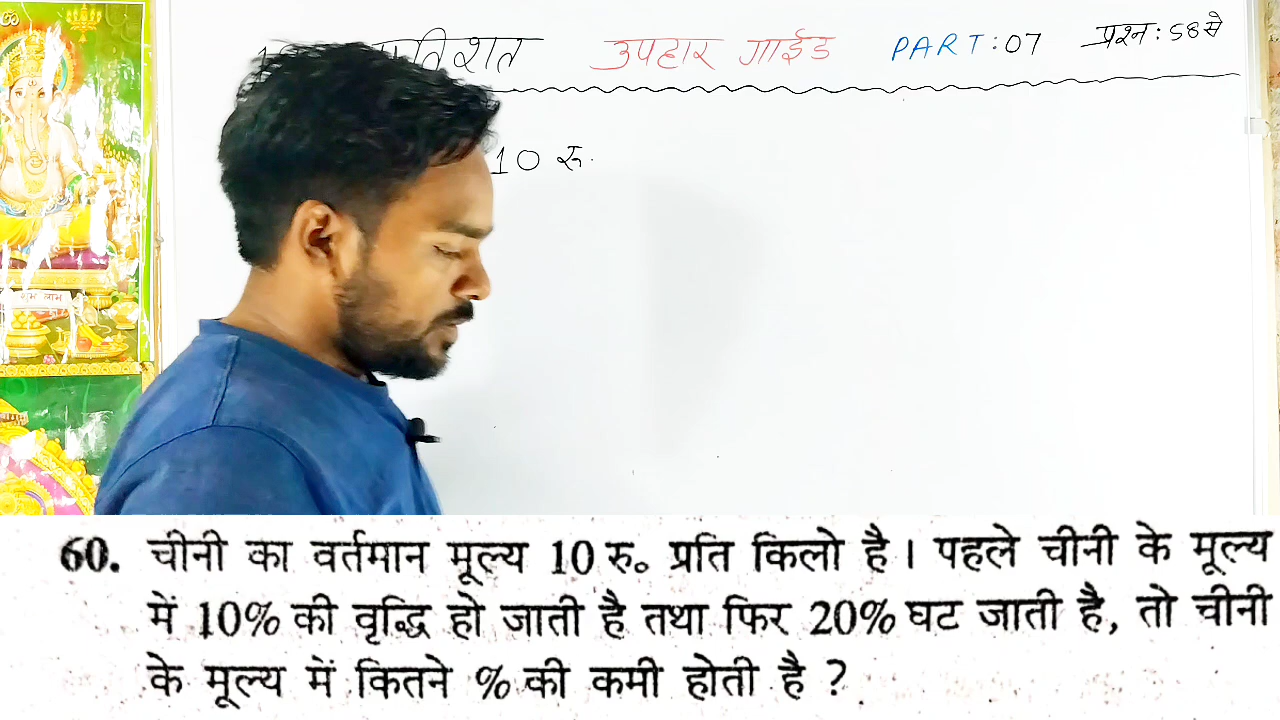 तिशत उपहार गाईड PART:07 प्रश्न:58 से
10 रु.
शुभ लाभ
60. चीनी का वर्तमान मूल्य 10 रु॰ प्रति किलो है। पहले चीनी के मूल्य
में 10% की वृद्धि हो जाती है तथा फिर 20% घट जाती है, तो चीनी
के मूल्य में कितने % की कमी होती है ?